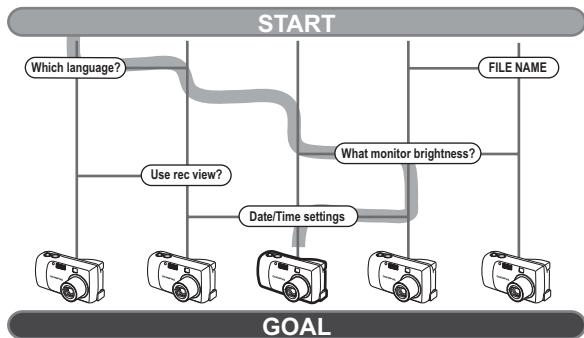 START
Which language?
FILE NAME
What monitor brightness?
Use rec view?
Date/Time settings
GOAL